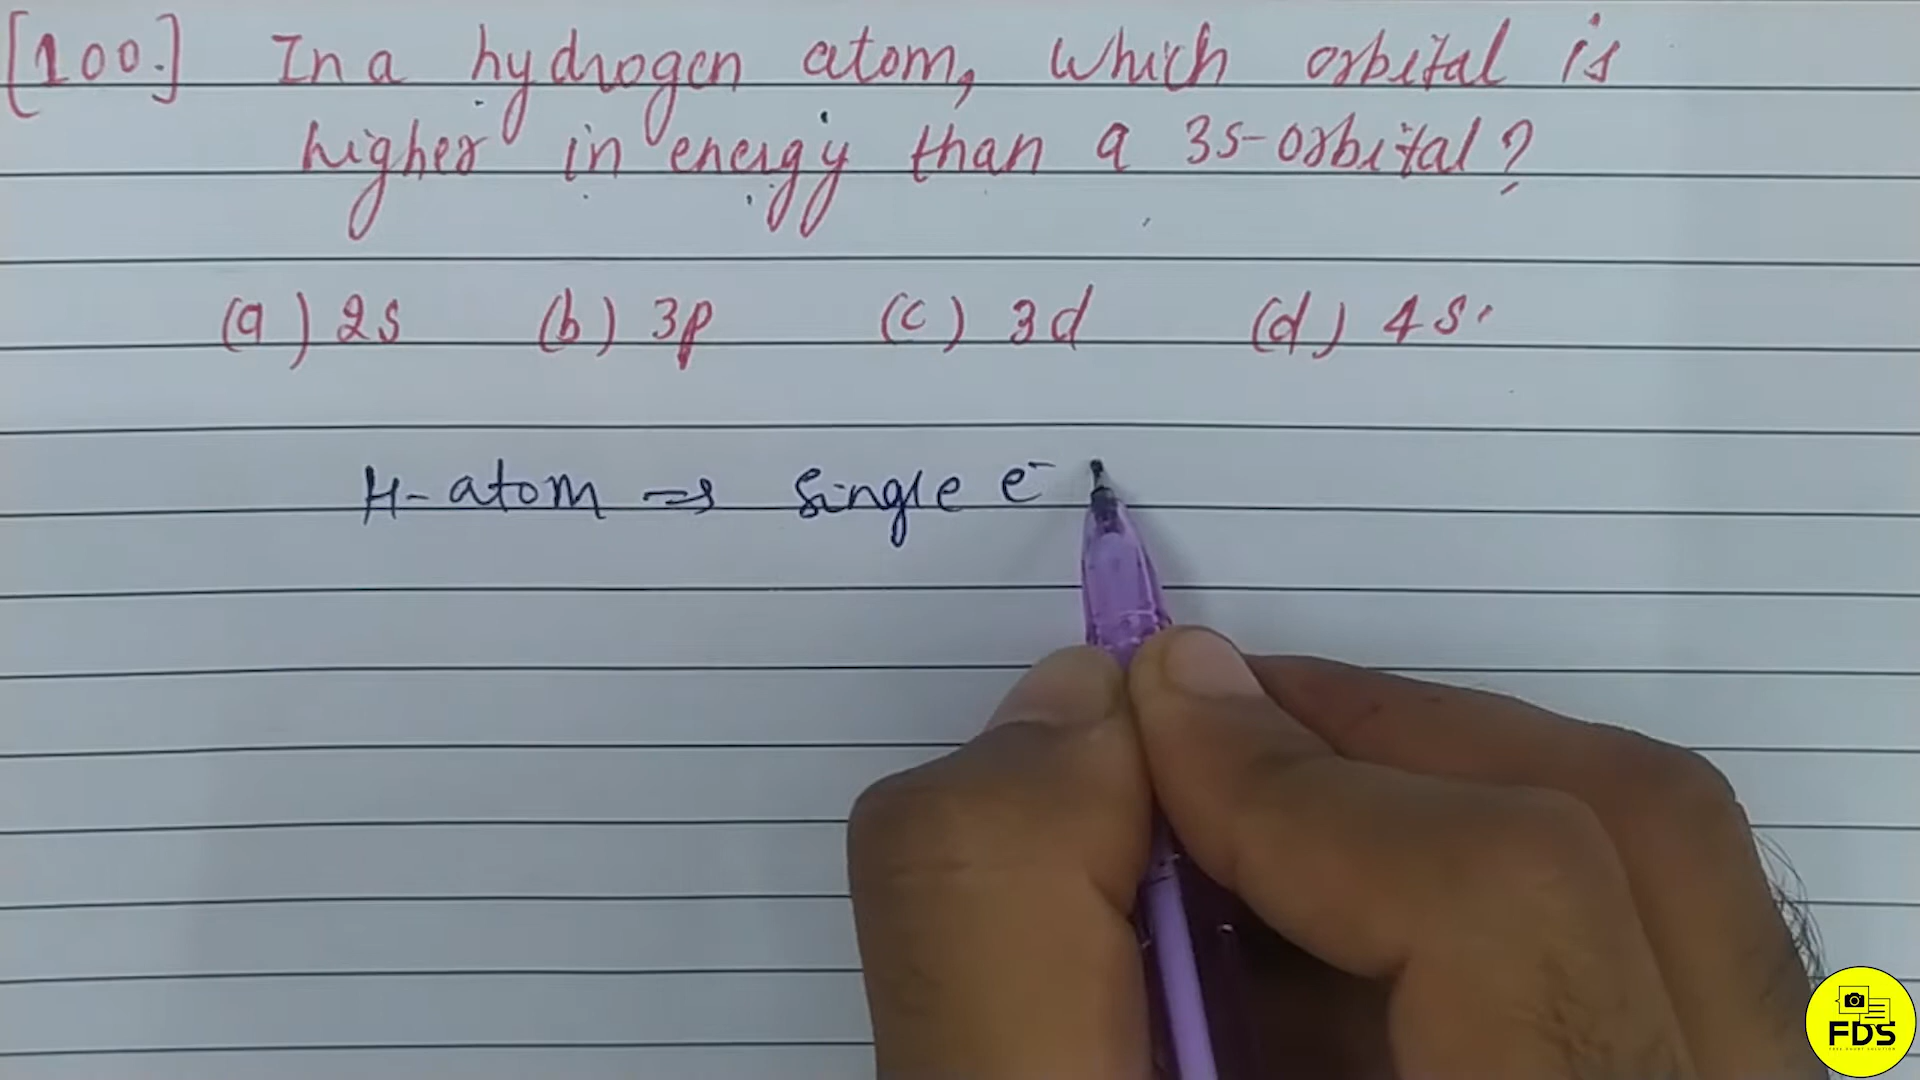 [100.] In a hydrogen atom, which orbital is
higher in energy than a 3s-orbital?
(a) 2s (b) 3p (c) 3d (d) 4s.
H-atom ⇒ single e⁻
FDS